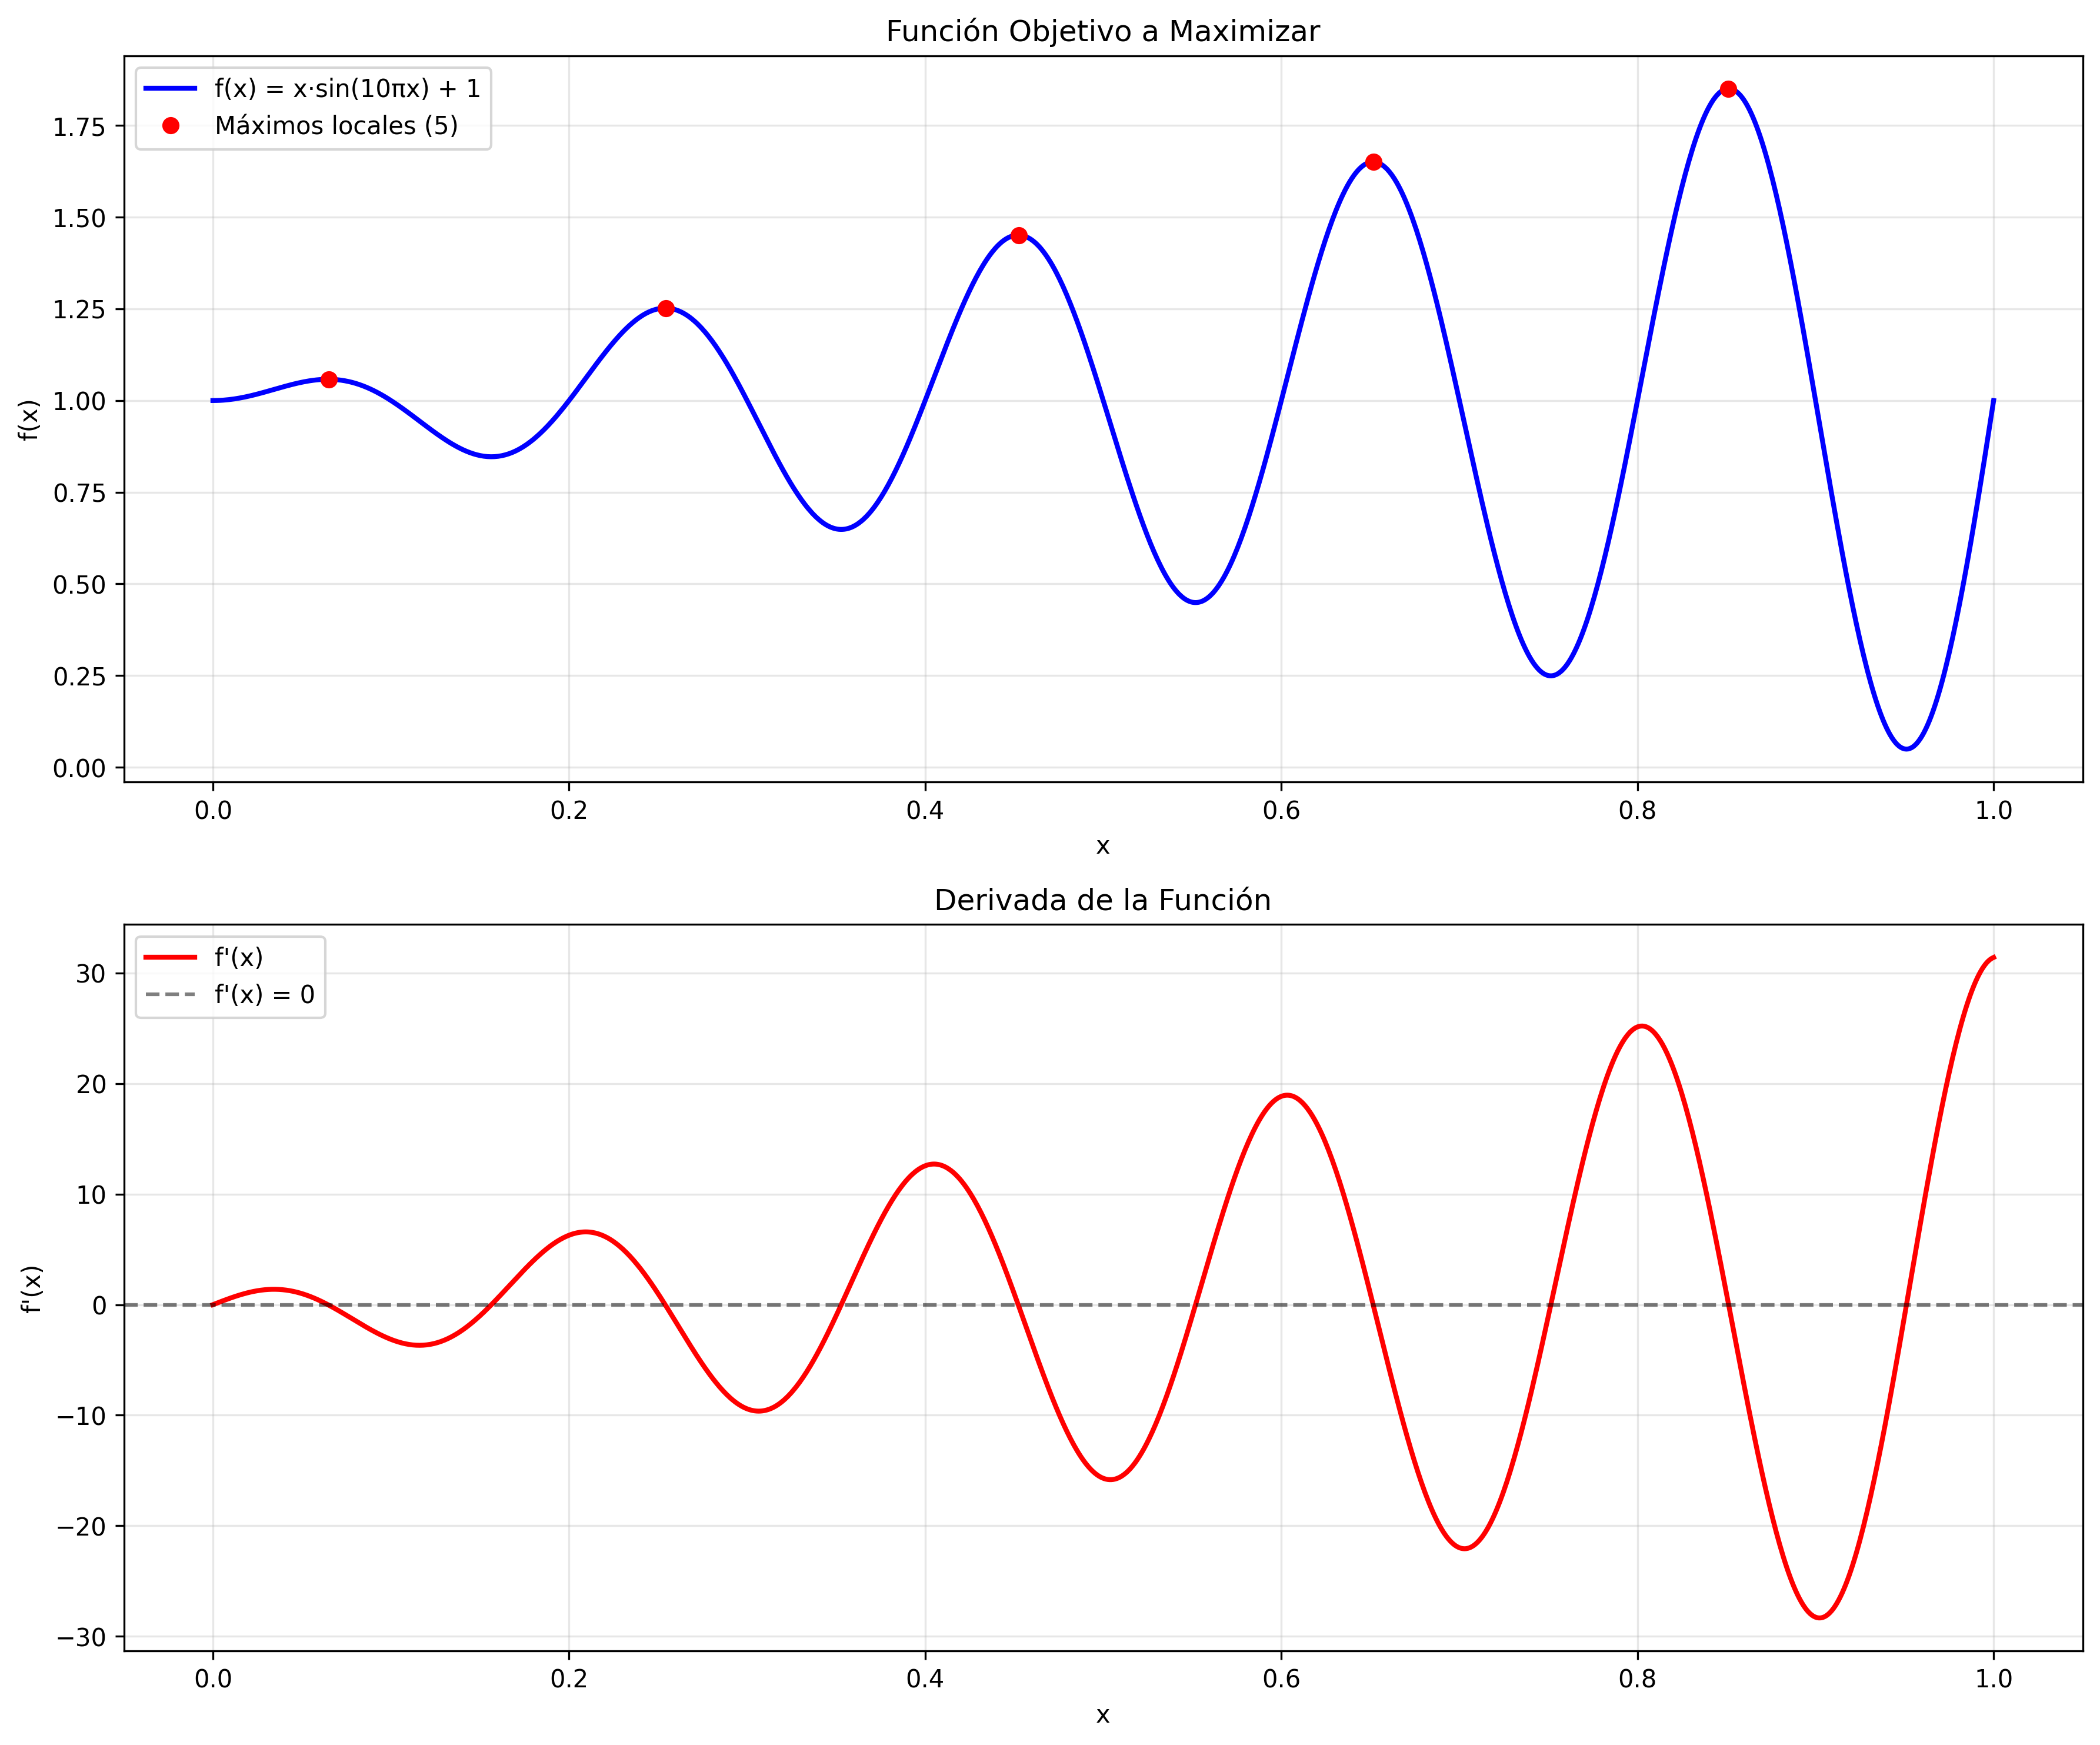 Función Objetivo a Maximizar
f(x) = x·sin(10πx) + 1
Máximos locales (5)
1.75
1.50
1.25
1.00
0.75
0.50
0.25
0.00
f(x)
0.0 0.2 0.4 0.6 0.8 1.0
x
Derivada de la Función
f'(x)
f'(x) = 0
30
20
10
0
−10
−20
−30
f'(x)
0.0 0.2 0.4 0.6 0.8 1.0
x